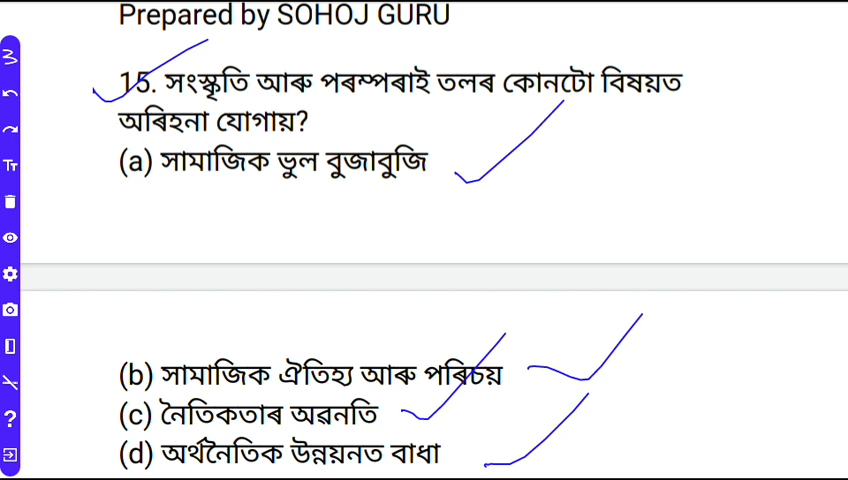 Prepared by SOHOJ GURU
15. সংস্কৃতি আৰু পৰম্পৰাই তলৰ কোনটো বিষয়ত
অৰিহনা যোগায়?
(a) সামাজিক ভুল বুজাবুজি
(b) সামাজিক ঐতিহ্য আৰু পৰিচয়
(c) নৈতিকতাৰ অৱনতি
(d) অৰ্থনৈতিক উন্নয়নত বাধা